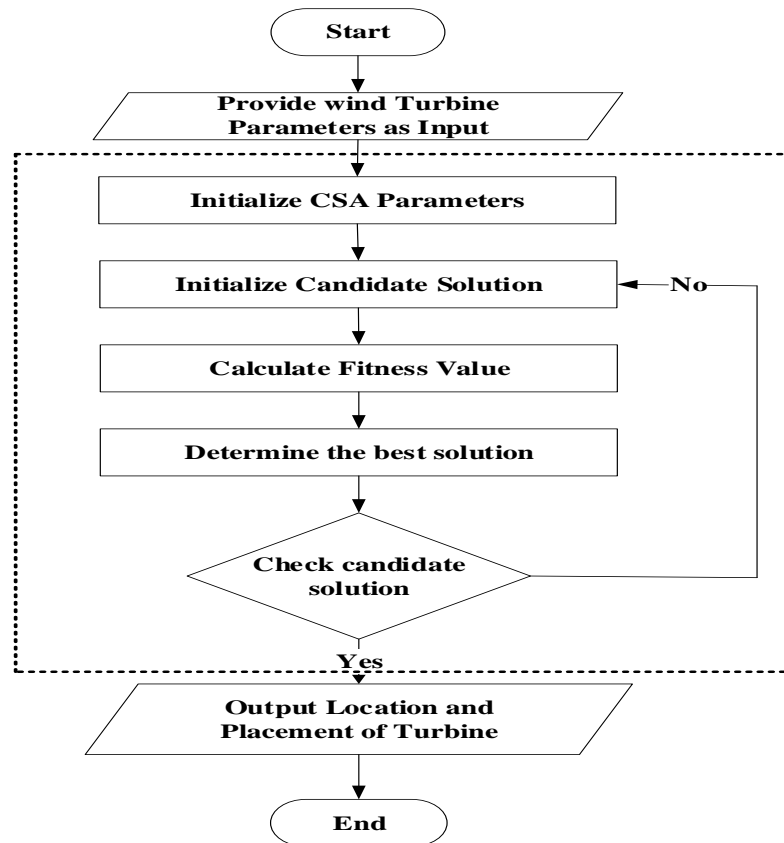 Start
Provide wind Turbine
Parameters as Input
Initialize CSA Parameters
Initialize Candidate Solution
No
Calculate Fitness Value
Determine the best solution
Check candidate
solution
Yes
Output Location and
Placement of Turbine
End